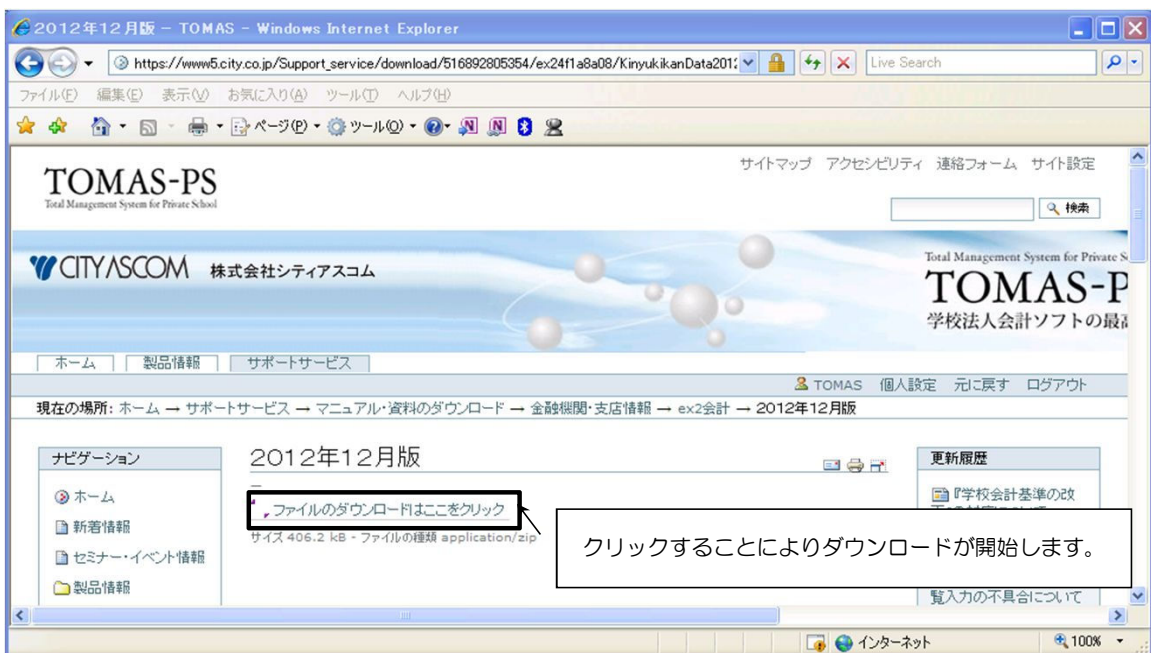 2012年12月版 - TOMAS - Windows Internet Explorer
https://www5.city.co.jp/Support_service/download/516892805354/ex24f1a8a08/KinyukikanData2012
Live Search
ファイル(F) 編集(E) 表示(V) お気に入り(A) ツール(T) ヘルプ(H)
ページ(P) ツール(O)
サイトマップ アクセシビリティ 連絡フォーム サイト設定
TOMAS-PS
Total Management System for Private School
検索
CITY ASCOM 株式会社シティアスコム
Total Management System for Private S
TOMAS-P
学校法人会計ソフトの最高
ホーム 製品情報 サポートサービス
TOMAS 個人設定 元に戻す ログアウト
現在の場所: ホーム → サポートサービス → マニュアル・資料のダウンロード → 金融機関・支店情報 → ex2会計 → 2012年12月版
ナビゲーション
ホーム
新着情報
セミナー・イベント情報
製品情報
2012年12月版
ファイルのダウンロードはここをクリック
サイズ 406.2 kB - ファイルの種類 application/zip
クリックすることによりダウンロードが開始します。
更新履歴
『学校会計基準の改
覧入力の不具合について
インターネット
100%